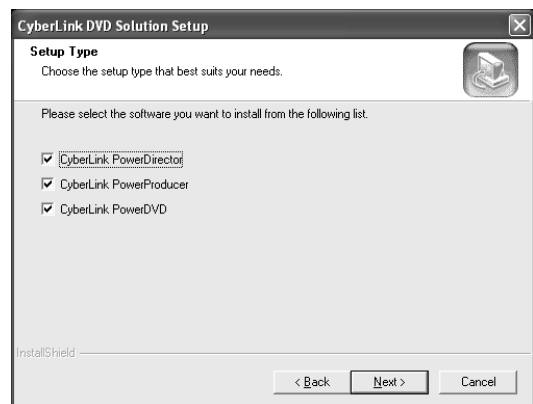 CyberLink DVD Solution Setup
Setup Type
Choose the setup type that best suits your needs.
Please select the software you want to install from the following list.
CyberLink PowerDirector
CyberLink PowerProducer
CyberLink PowerDVD
InstallShield
< Back
Next >
Cancel